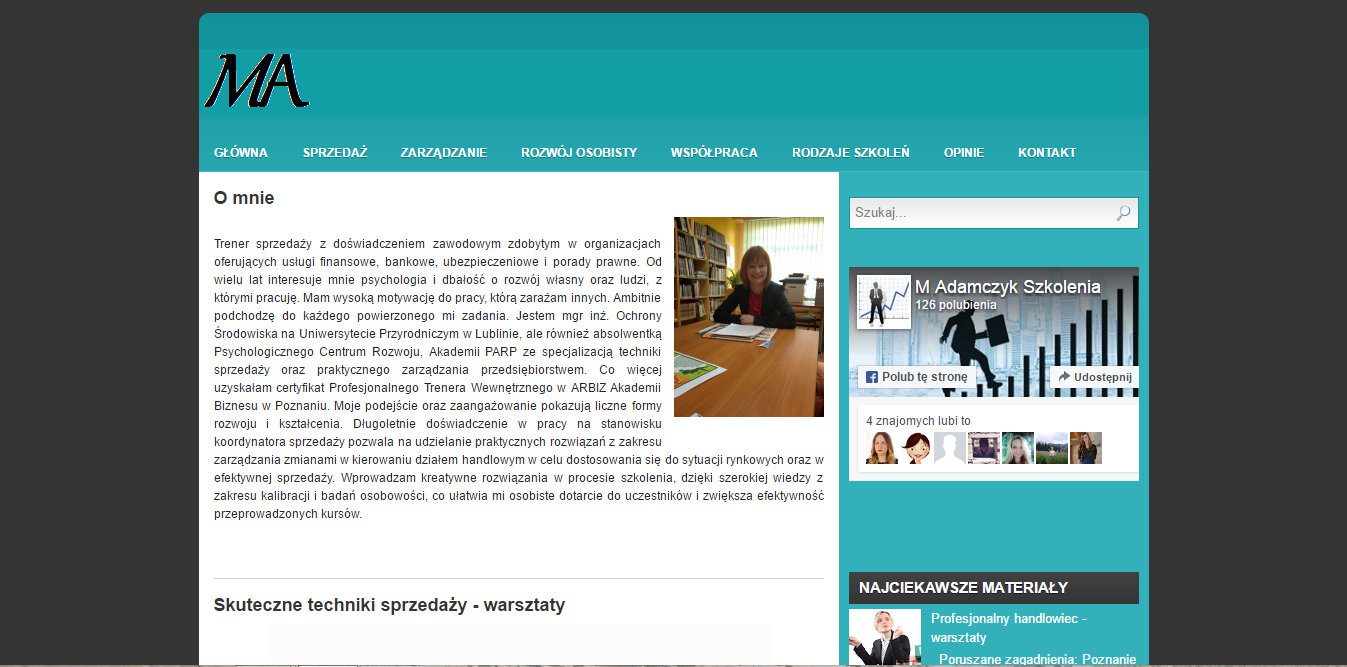 MA
GŁÓWNA SPRZEDAŻ ZARZĄDZANIE ROZWÓJ OSOBISTY WSPÓŁPRACA RODZAJE SZKOLEŃ OPINIE KONTAKT
O mnie
Trener sprzedaży z doświadczeniem zawodowym zdobytym w organizacjach
oferujących usługi finansowe, bankowe, ubezpieczeniowe i porady prawne. Od
wielu lat interesuje mnie psychologia i dbałość o rozwój własny oraz ludzi, z
którymi pracuję. Mam wysoką motywację do pracy, którą zarażam innych. Ambitnie
podchodzę do każdego powierzonego mi zadania. Jestem mgr inż. Ochrony
Środowiska na Uniwersytecie Przyrodniczym w Lublinie, ale również absolwentką
Psychologicznego Centrum Rozwoju, Akademii PARP ze specjalizacją techniki
sprzedaży oraz praktycznego zarządzania przedsiębiorstwem. Co więcej
uzyskałam certyfikat Profesjonalnego Trenera Wewnętrznego w ARBIZ Akademii
Biznesu w Poznaniu. Moje podejście oraz zaangażowanie pokazują liczne formy
rozwoju i kształcenia. Długoletnie doświadczenie w pracy na stanowisku
koordynatora sprzedaży pozwala na udzielanie praktycznych rozwiązań z zakresu
zarządzania zmianami w kierowaniu działem handlowym w celu dostosowania się do sytuacji rynkowych oraz w
efektywnej sprzedaży. Wprowadzam kreatywne rozwiązania w procesie szkolenia, dzięki szerokiej wiedzy z
zakresu kalibracji i badań osobowości, co ułatwia mi osobiste dotarcie do uczestników i zwiększa efektywność
przeprowadzonych kursów.
Skuteczne techniki sprzedaży - warsztaty
Szukaj...
M Adamczyk Szkolenia
126 polubienia
Polub tę stronę Udostępnij
4 znajomych lubi to
NAJCIEKAWSZE MATERIAŁY
Profesjonalny handlowiec -
warsztaty
Poruszane zagadnienia: Poznanie